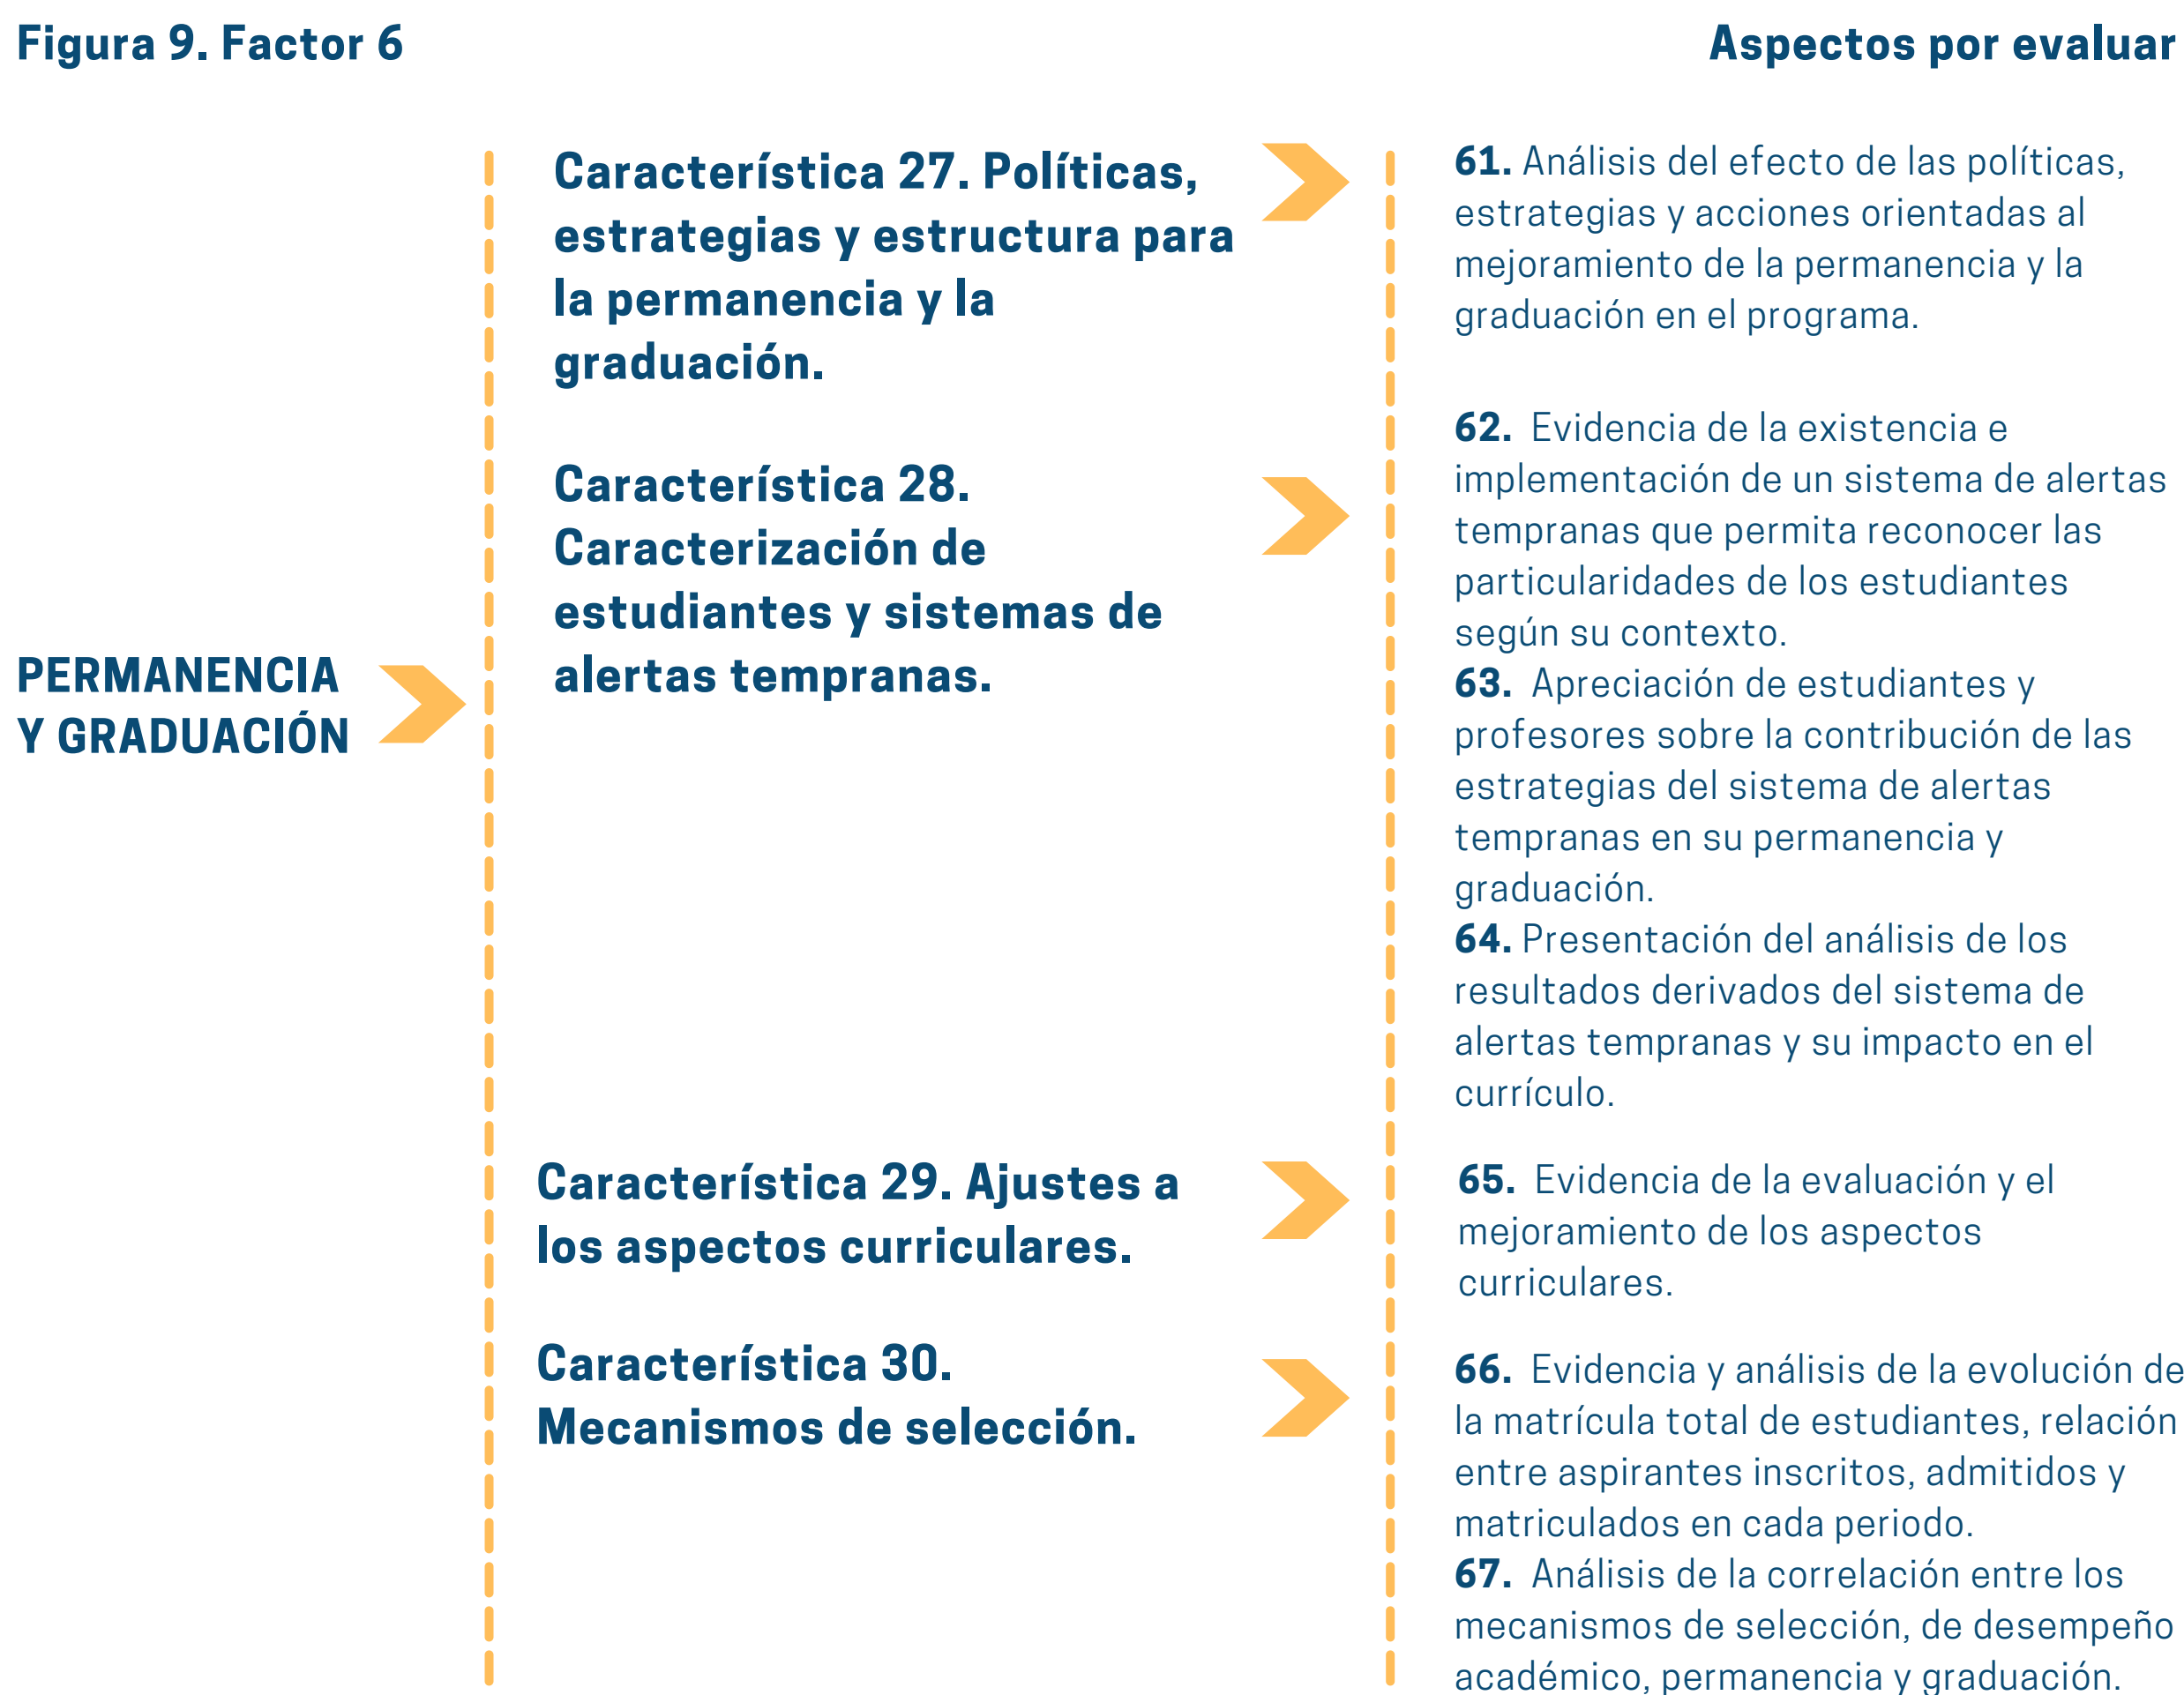 Figura 9. Factor 6
Aspectos por evaluar
PERMANENCIA
Y GRADUACIÓN
Característica 27. Políticas,
estrategias y estructura para
la permanencia y la
graduación.
61. Análisis del efecto de las políticas,
estrategias y acciones orientadas al
mejoramiento de la permanencia y la
graduación en el programa.
Característica 28.
Caracterización de
estudiantes y sistemas de
alertas tempranas.
62. Evidencia de la existencia e
implementación de un sistema de alertas
tempranas que permita reconocer las
particularidades de los estudiantes
según su contexto.
63. Apreciación de estudiantes y
profesores sobre la contribución de las
estrategias del sistema de alertas
tempranas en su permanencia y
graduación.
64. Presentación del análisis de los
resultados derivados del sistema de
alertas tempranas y su impacto en el
currículo.
Característica 29. Ajustes a
los aspectos curriculares.
65. Evidencia de la evaluación y el
mejoramiento de los aspectos
curriculares.
Característica 30.
Mecanismos de selección.
66. Evidencia y análisis de la evolución de
la matrícula total de estudiantes, relación
entre aspirantes inscritos, admitidos y
matriculados en cada periodo.
67. Análisis de la correlación entre los
mecanismos de selección, de desempeño
académico, permanencia y graduación.